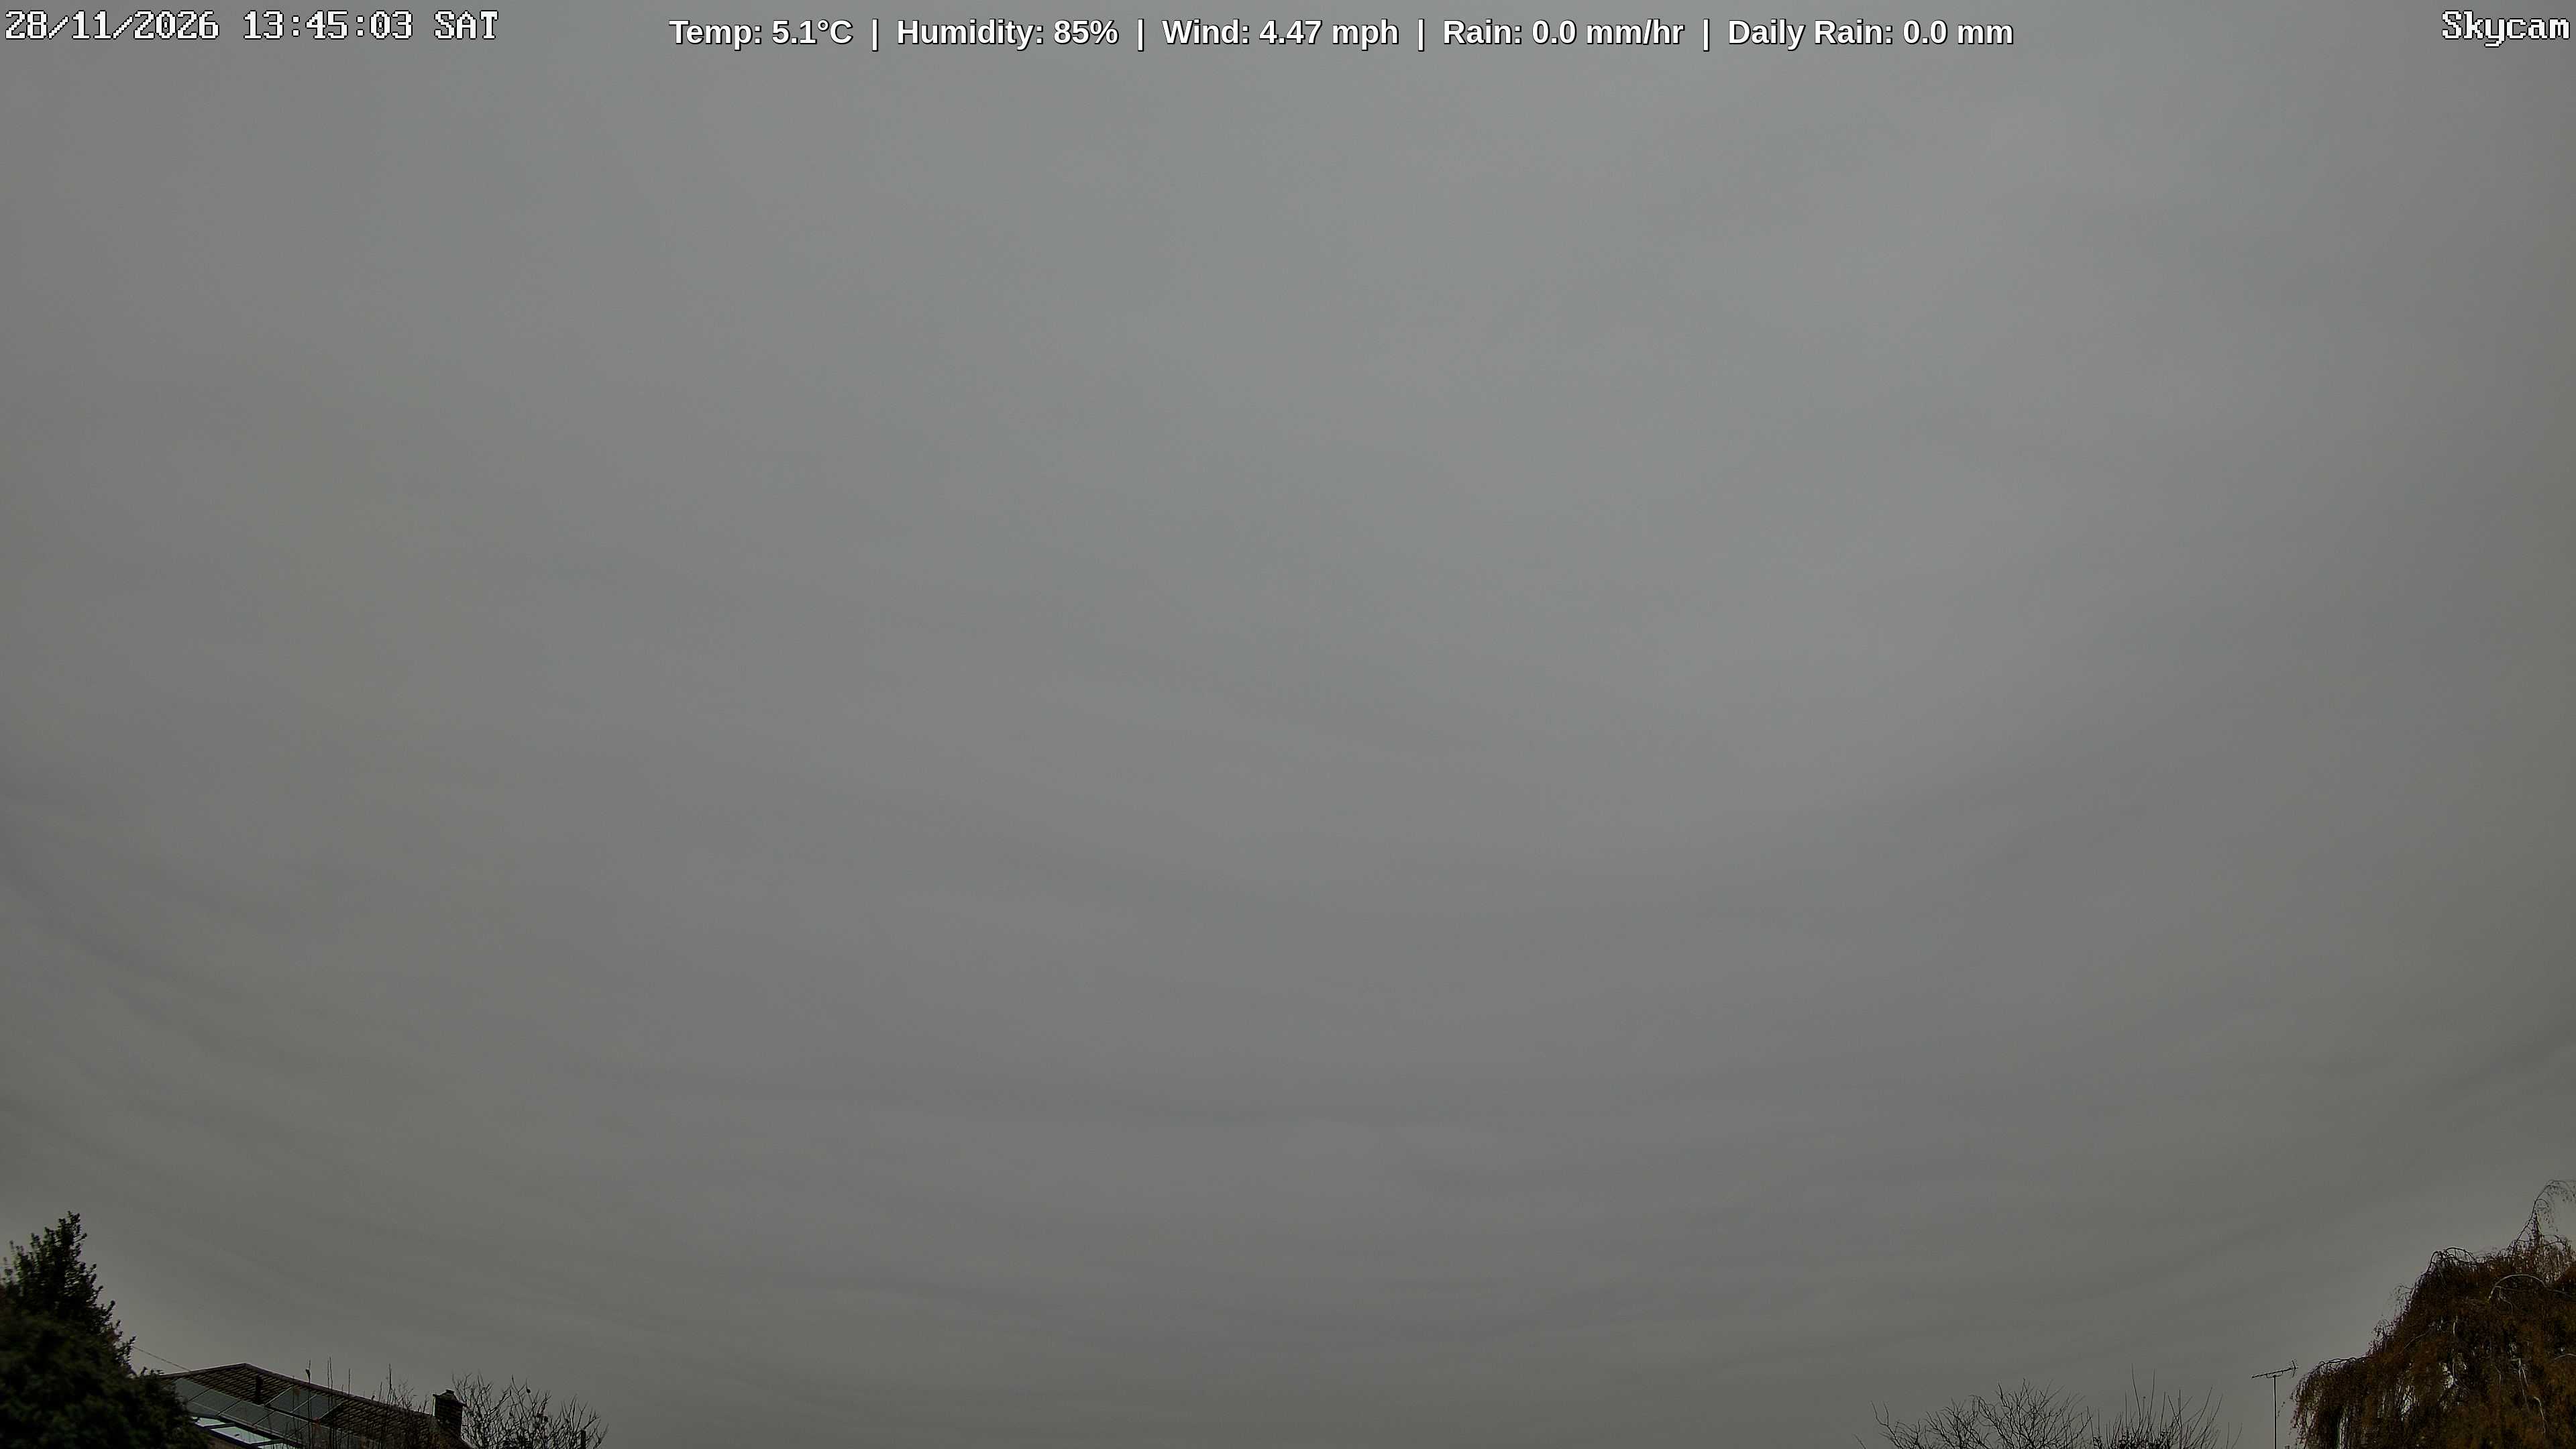 28/11/2026 13:45:03 SAT
Temp: 5.1°C | Humidity: 85% | Wind: 4.47 mph | Rain: 0.0 mm/hr | Daily Rain: 0.0 mm
Skycam